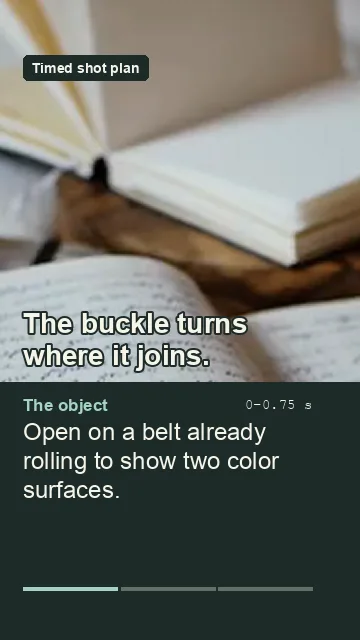 Timed shot plan
The buckle turns
where it joins.
The object
0–0.75 s
Open on a belt already
rolling to show two color
surfaces.